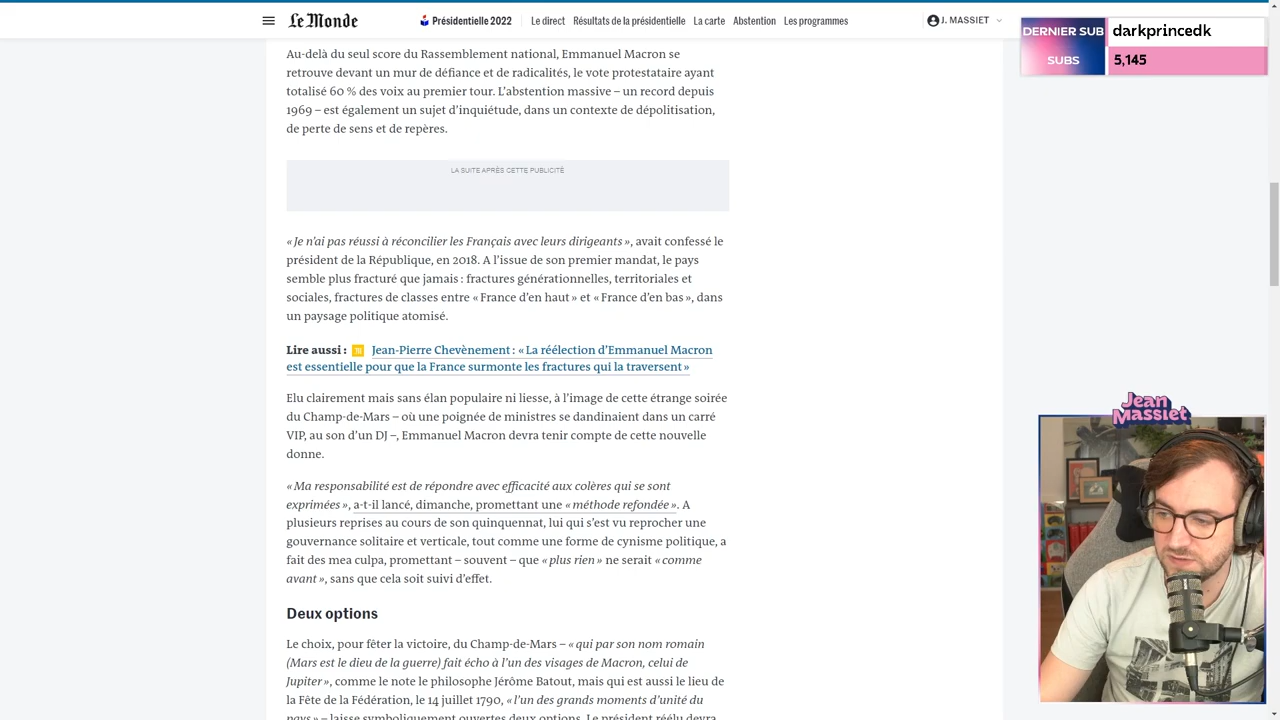 Le Monde
Présidentielle 2022
Le direct
Résultats de la présidentielle
La carte
Abstention
Les programmes
J. MASSIET
DERNIER SUB
darkprincedk
SUBS
5,145
Au-delà du seul score du Rassemblement national, Emmanuel Macron se
retrouve devant un mur de défiance et de radicalités, le vote protestataire ayant
totalisé 60 % des voix au premier tour. L’abstention massive – un record depuis
1969 – est également un sujet d’inquiétude, dans un contexte de dépolitisation,
de perte de sens et de repères.
LA SUITE APRÈS CETTE PUBLICITÉ
« Je n’ai pas réussi à réconcilier les Français avec leurs dirigeants », avait confessé le
président de la République, en 2018. A l’issue de son premier mandat, le pays
semble plus fracturé que jamais : fractures générationnelles, territoriales et
sociales, fractures de classes entre « France d’en haut » et « France d’en bas », dans
un paysage politique atomisé.
Lire aussi : Jean-Pierre Chevènement : « La réélection d’Emmanuel Macron
est essentielle pour que la France surmonte les fractures qui la traversent »
Elu clairement mais sans élan populaire ni liesse, à l’image de cette étrange soirée
du Champ-de-Mars – où une poignée de ministres se dandinaient dans un carré
VIP, au son d’un DJ –, Emmanuel Macron devra tenir compte de cette nouvelle
donne.
« Ma responsabilité est de répondre avec efficacité aux colères qui se sont
exprimées », a-t-il lancé, dimanche, promettant une « méthode refondée ». A
plusieurs reprises au cours de son quinquennat, lui qui s’est vu reprocher une
gouvernance solitaire et verticale, tout comme une forme de cynisme politique, a
fait des mea culpa, promettant – souvent – que « plus rien » ne serait « comme
avant », sans que cela soit suivi d’effet.
Deux options
Le choix, pour fêter la victoire, du Champ-de-Mars – « qui par son nom romain
(Mars est le dieu de la guerre) fait écho à l’un des visages de Macron, celui de
Jupiter », comme le note le philosophe Jérôme Batout, mais qui est aussi le lieu de
la Fête de la Fédération, le 14 juillet 1790, « l’un des grands moments d’unité du
pays » – laisse symboliquement ouvertes deux options. Le président réélu devra
Jean
Massiet